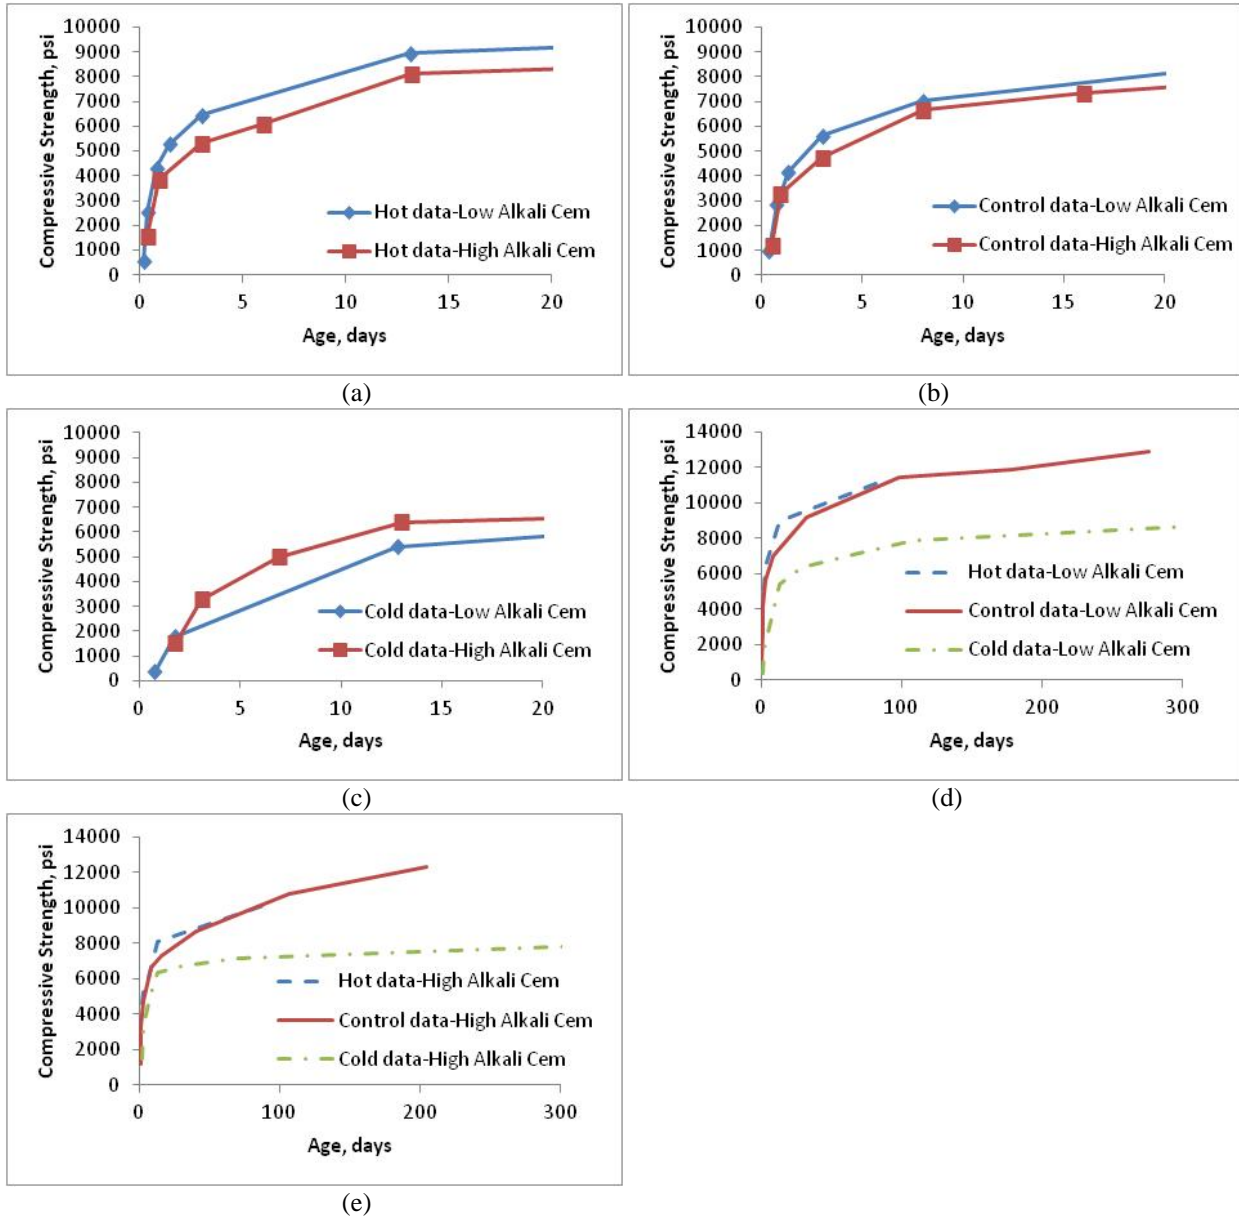 Compressive Strength, psi
10000
9000
8000
7000
6000
5000
4000
3000
2000
1000
0
Hot data-Low Alkali Cem
Hot data-High Alkali Cem
0 5 10 15 20
Age, days
(a)
Compressive Strength, psi
10000
9000
8000
7000
6000
5000
4000
3000
2000
1000
0
Control data-Low Alkali Cem
Control data-High Alkali Cem
0 5 10 15 20
Age, days
(b)
Compressive Strength, psi
10000
9000
8000
7000
6000
5000
4000
3000
2000
1000
0
Cold data-Low Alkali Cem
Cold data-High Alkali Cem
0 5 10 15 20
Age, days
(c)
Compressive Strength, psi
14000
12000
10000
8000
6000
4000
2000
0
Hot data-Low Alkali Cem
Control data-Low Alkali Cem
Cold data-Low Alkali Cem
0 100 200 300
Age, days
(d)
Compressive Strength, psi
14000
12000
10000
8000
6000
4000
2000
0
Hot data-High Alkali Cem
Control data-High Alkali Cem
Cold data-High Alkali Cem
0 100 200 300
Age, days
(e)